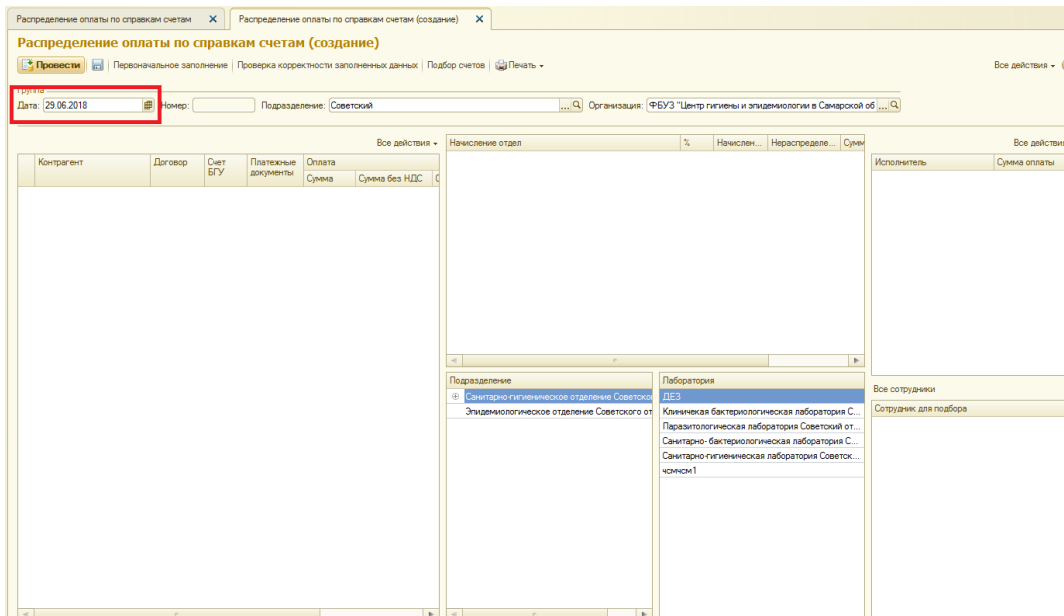 Распределение оплаты по справкам счетам
Распределение оплаты по справкам счетам (создание)
Распределение оплаты по справкам счетам (создание)
Провести Первоначальное заполнение Проверка корректности заполненных данных Подбор счетов Печать Все действия
Группа
Дата: 29.06.2018 Номер: Подразделение: Советский ... Организация: ФБУЗ "Центр гигиены и эпидемиологии в Самарской об ...
Все действия
Контрагент Договор Счет БГУ Платежные документы Оплата
Сумма Сумма без НДС С
Начисление отдел % Начислен... Нераспределе... Сумм
Все действия
Исполнитель Сумма оплаты
Подразделение
Санитарно-гигиеническое отделение Советско
Эпидемиологическое отделение Советского от
Лаборатория
ДЕЗ
Клиничекая бактериологическая лаборатория С...
Паразитологическая лаборатория Советский от...
Санитарно- бактериологическая лаборатория С...
Санитарно-гигиеническая лаборатория Советск...
чсмчсм1
Все сотрудники
Сотрудник для подбора